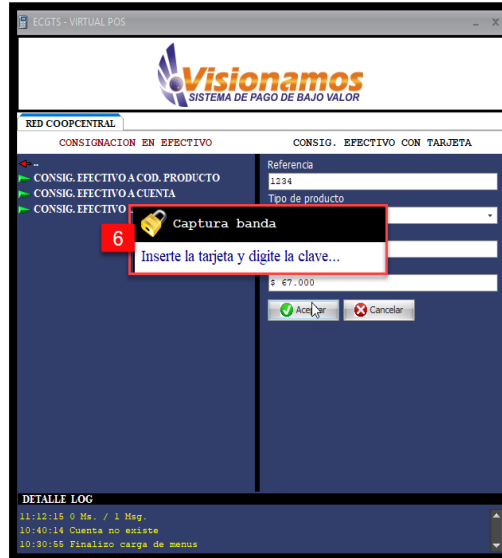 ECGTS - VIRTUAL POS
Visionamos
SISTEMA DE PAGO DE BAJO VALOR
RED COOPCENTRAL
CONSIGNACION EN EFECTIVO
CONSIG. EFECTIVO CON TARJETA
..
CONSIG. EFECTIVO A COD. PRODUCTO
CONSIG. EFECTIVO A CUENTA
CONSIG. EFECTIVO
Referencia
1234
Tipo de producto
6
Captura banda
Inserte la tarjeta y digite la clave...
$ 67.000
Aceptar
Cancelar
DETALLE LOG
11:12:15 0 Ms. / 1 Msg.
10:40:14 Cuenta no existe
10:30:55 Finalizo carga de menus